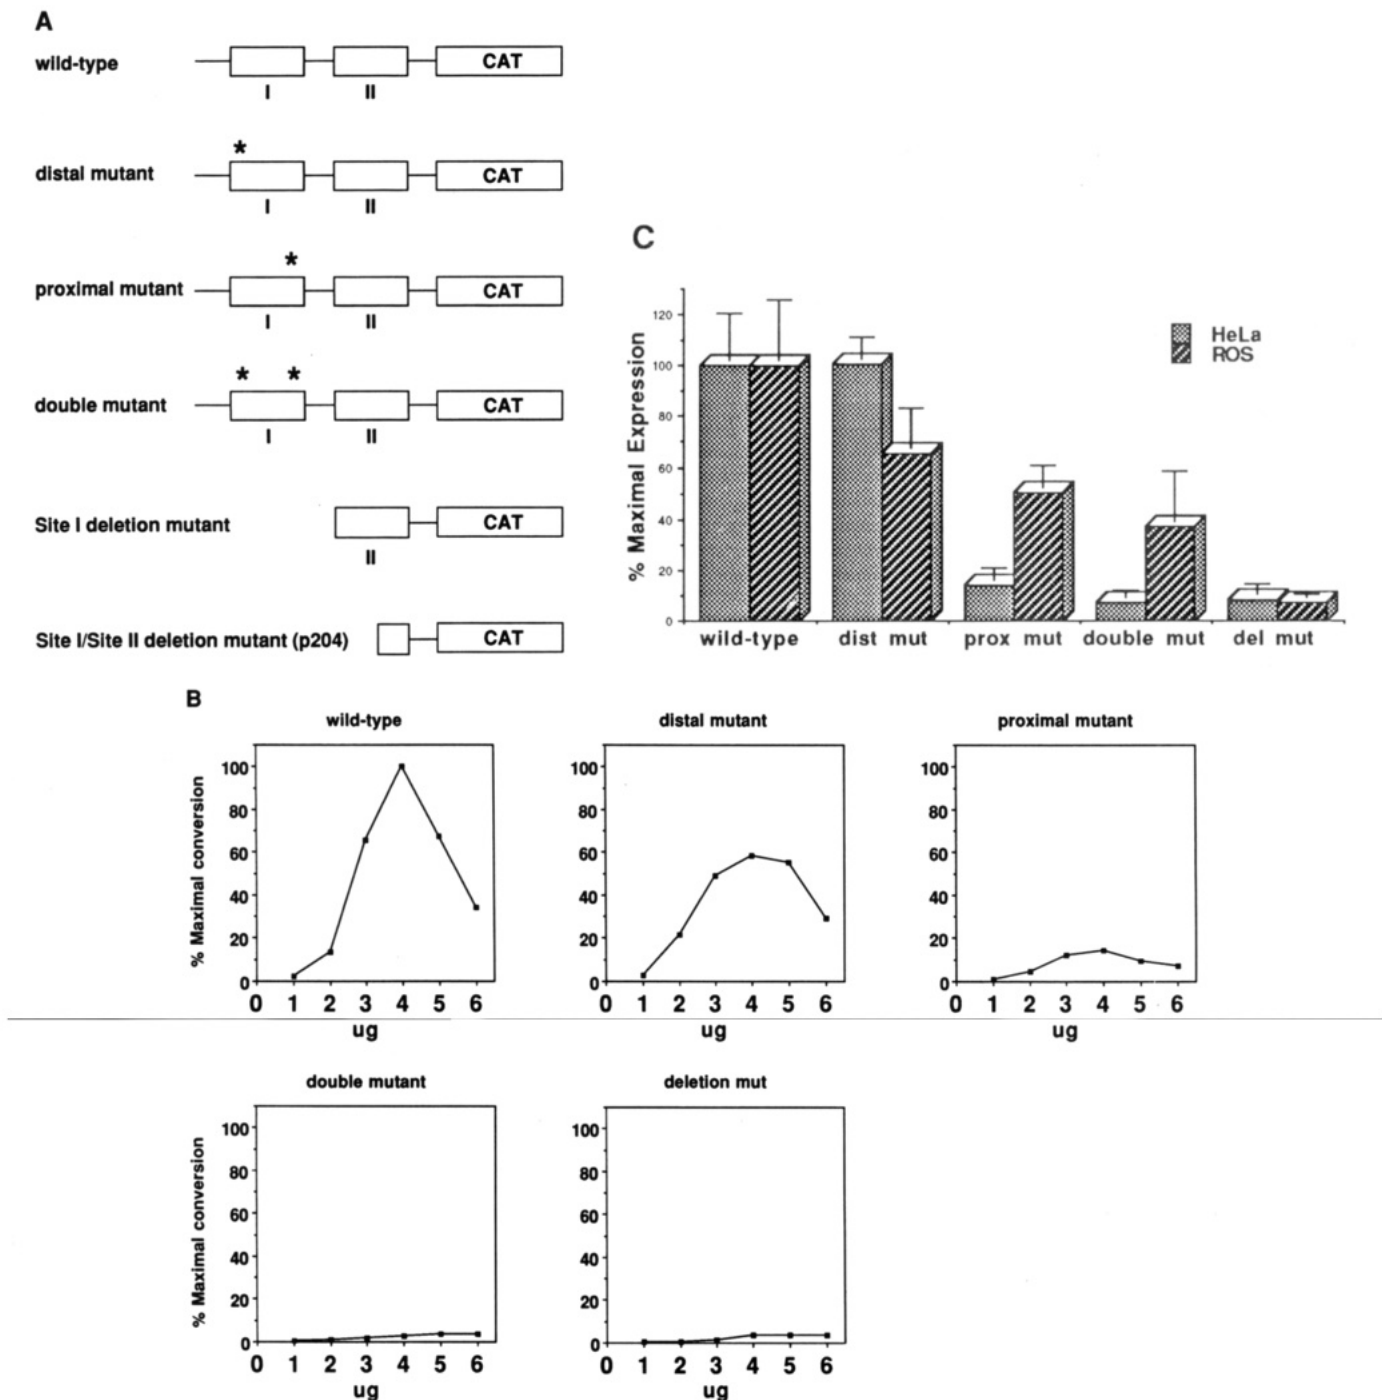 A
wild-type
CAT
I
II
*
distal mutant
CAT
I
II
*
proximal mutant
CAT
I
II
* *
double mutant
CAT
I
II
Site I deletion mutant
CAT
II
Site I/Site II deletion mutant (p204)
CAT
C
% Maximal Expression
120
100
80
60
40
20
0
HeLa
ROS
wild-type dist mut prox mut double mut del mut
B
wild-type
% Maximal conversion
100
80
60
40
20
0
0 1 2 3 4 5 6
ug
distal mutant
100
80
60
40
20
0
0 1 2 3 4 5 6
ug
proximal mutant
100
80
60
40
20
0
0 1 2 3 4 5 6
ug
double mutant
% Maximal conversion
100
80
60
40
20
0
0 1 2 3 4 5 6
ug
deletion mut
100
80
60
40
20
0
0 1 2 3 4 5 6
ug